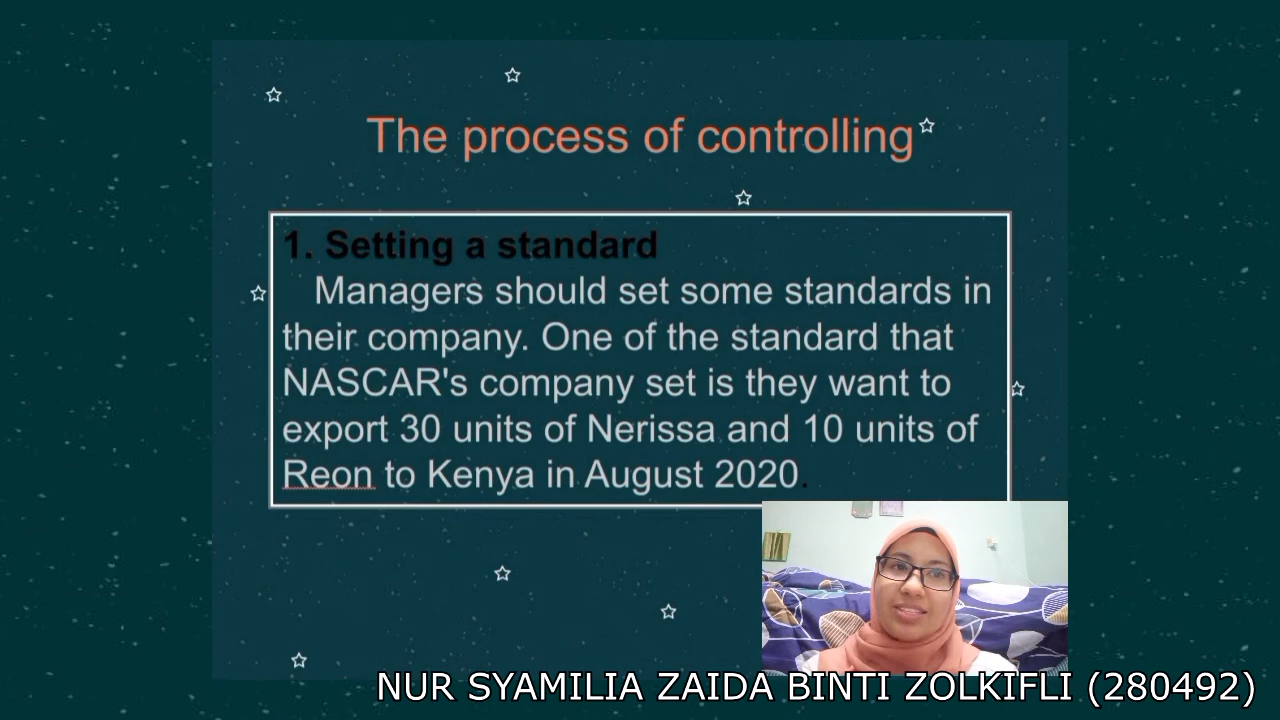 The process of controlling
1. Setting a standard
Managers should set some standards in
their company. One of the standard that
NASCAR's company set is they want to
export 30 units of Nerissa and 10 units of
Reon to Kenya in August 2020.
NUR SYAMILIA ZAIDA BINTI ZOLKIFLI (280492)